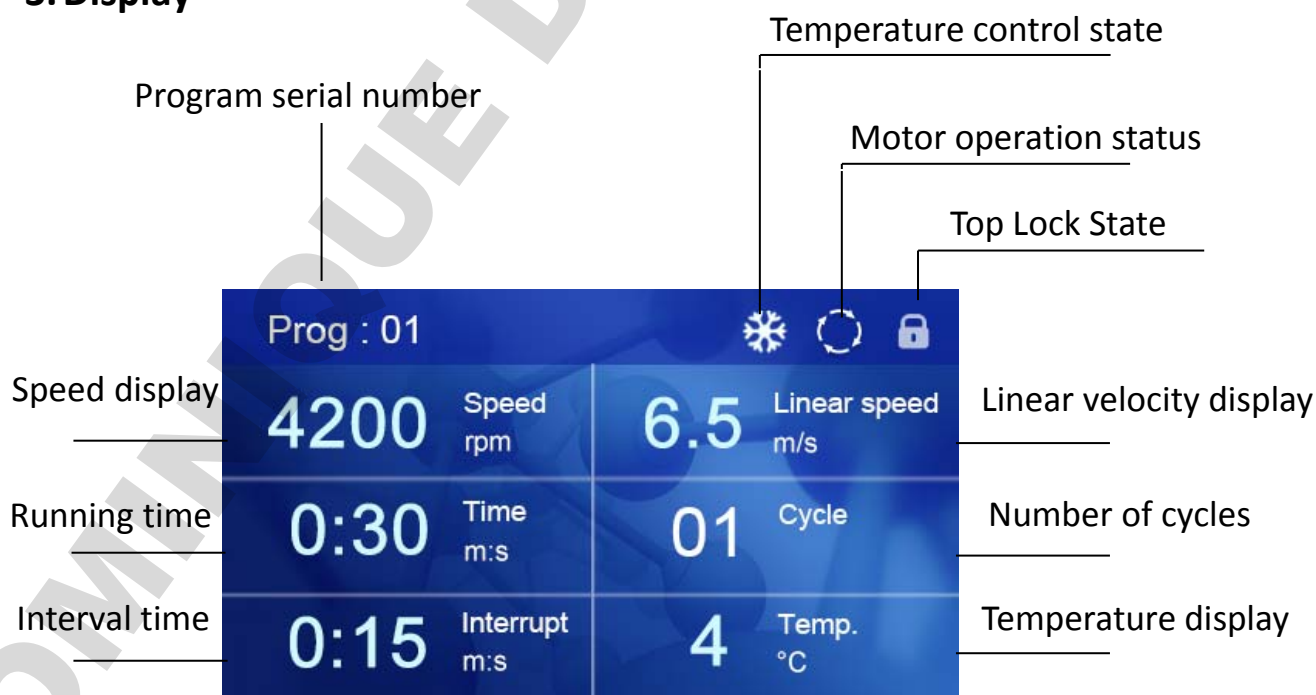 Temperature control state
Program serial number
Motor operation status
Top Lock State
Prog : 01
Speed display
4200 Speed rpm
6.5 Linear speed m/s
Linear velocity display
Running time
0:30 Time m:s
01 Cycle
Number of cycles
Interval time
0:15 Interrupt m:s
4 Temp. °C
Temperature display